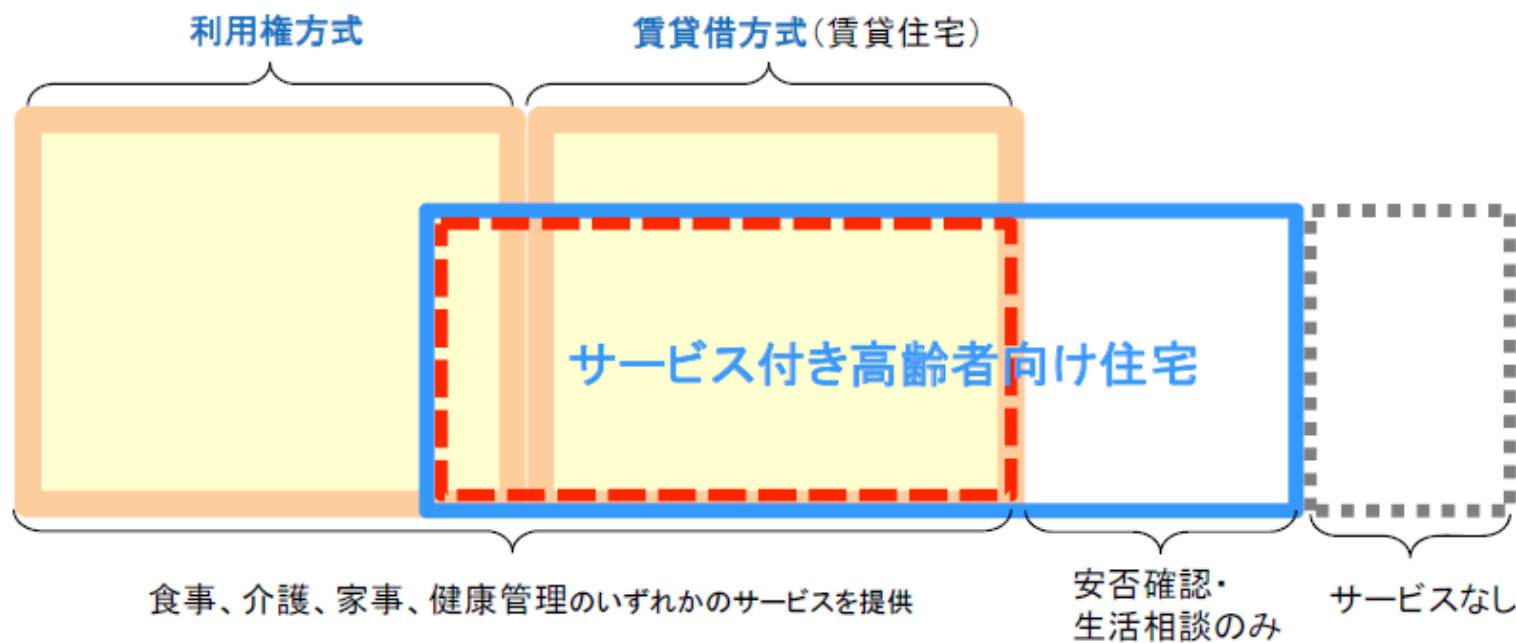 利用権方式
賃貸借方式（賃貸住宅）
サービス付き高齢者向け住宅
食事、介護、家事、健康管理のいずれかのサービスを提供
安否確認・
生活相談のみ
サービスなし